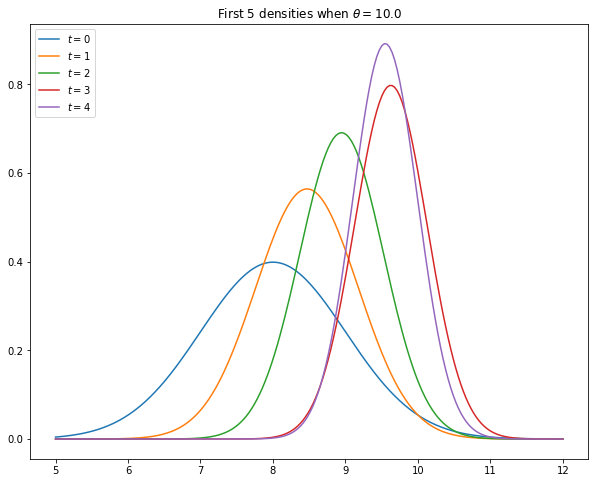 First 5 densities when θ = 10.0
t = 0
t = 1
t = 2
t = 3
t = 4
0.8
0.6
0.4
0.2
0.0
5 6 7 8 9 10 11 12